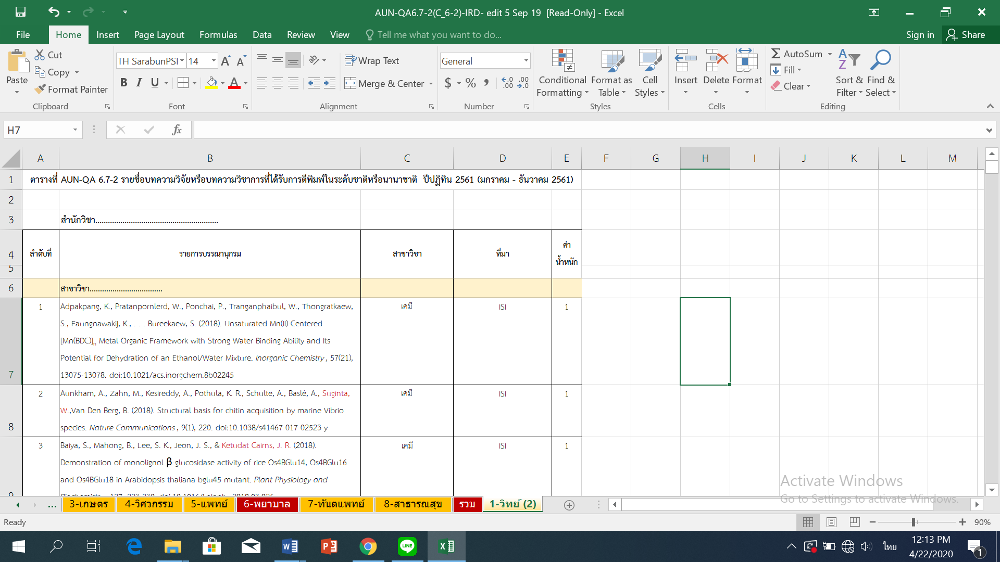 AUN-QA6.7-2(C_6-2)-IRD- edit 5 Sep 19 [Read-Only] - Excel
File Home Insert Page Layout Formulas Data Review View Tell me what you want to do... Sign in Share
Cut
Copy
Format Painter
Paste
Clipboard
TH SarabunPSI 14
B I U
Font
Wrap Text
Merge & Center
Alignment
General
$ % ,
Number
Conditional Formatting
Format as Table
Cell Styles
Styles
Insert Delete Format
Cells
AutoSum
Fill
Clear
Sort & Filter
Find & Select
Editing
H7
fx
A B C D E F G H I J K L M
1 ตารางที่ AUN-QA 6.7-2 รายชื่อบทความวิจัยหรือบทความวิชาการที่ได้รับการตีพิมพ์ในระดับชาติหรือนานาชาติ ปีปฏิทิน 2561 (มกราคม - ธันวาคม 2561)
2
3 สำนักวิชา...........................................................
4 ลำดับที่ รายการบรรณานุกรม สาขาวิชา ที่มา ค่า
น้ำหนัก
5
6 สาขาวิชา...................................
1 Adpakpang, K., Pratanpornlerd, W., Ponchai, P., Tranganphaibul, W., Thongratkaew, เคมี ISI 1
S., Faungnawakij, K., . . . Bureekaew, S. (2018). Unsaturated Mn(II)-Centered
[Mn(BDC)]n Metal-Organic Framework with Strong Water Binding Ability and Its
Potential for Dehydration of an Ethanol/Water Mixture. Inorganic Chemistry, 57(21),
7 13075-13078. doi:10.1021/acs.inorgchem.8b02245
2 Aunkham, A., Zahn, M., Kesireddy, A., Pothula, K. R., Schulte, A., Baslé, A., Suginta, เคมี ISI 1
W.,Van Den Berg, B. (2018). Structural basis for chitin acquisition by marine Vibrio
8 species. Nature Communications, 9(1), 220. doi:10.1038/s41467-017-02523-y
3 Baiya, S., Mahong, B., Lee, S. K., Jeon, J. S., & Ketudat Cairns, J. R. (2018). เคมี ISI 1
Demonstration of monolignol β-glucosidase activity of rice Os4BGlu14, Os4BGlu16
and Os4BGlu18 in Arabidopsis thaliana bglu45 mutant. Plant Physiology and
Activate Windows
Go to Settings to activate Windows.
... 3-เกษตร 4-วิศวกรรม 5-แพทย์ 6-พยาบาล 7-ทันตแพทย์ 8-สาธารณสุข รวม 1-วิทย์ (2)
Ready 90%
LINE
ไทย
12:13 PM
4/22/2020
1